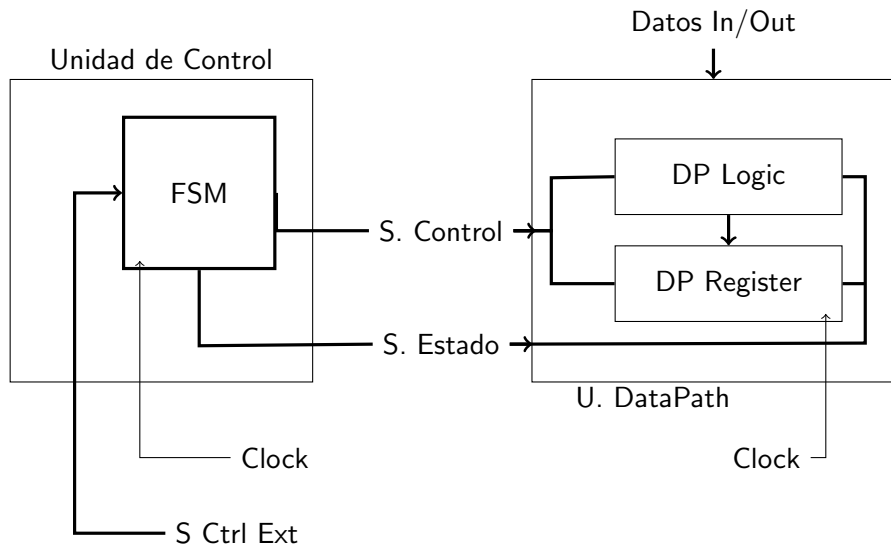 Datos In/Out
Unidad de Control
FSM
DP Logic
S. Control
DP Register
S. Estado
U. DataPath
Clock
Clock
S Ctrl Ext